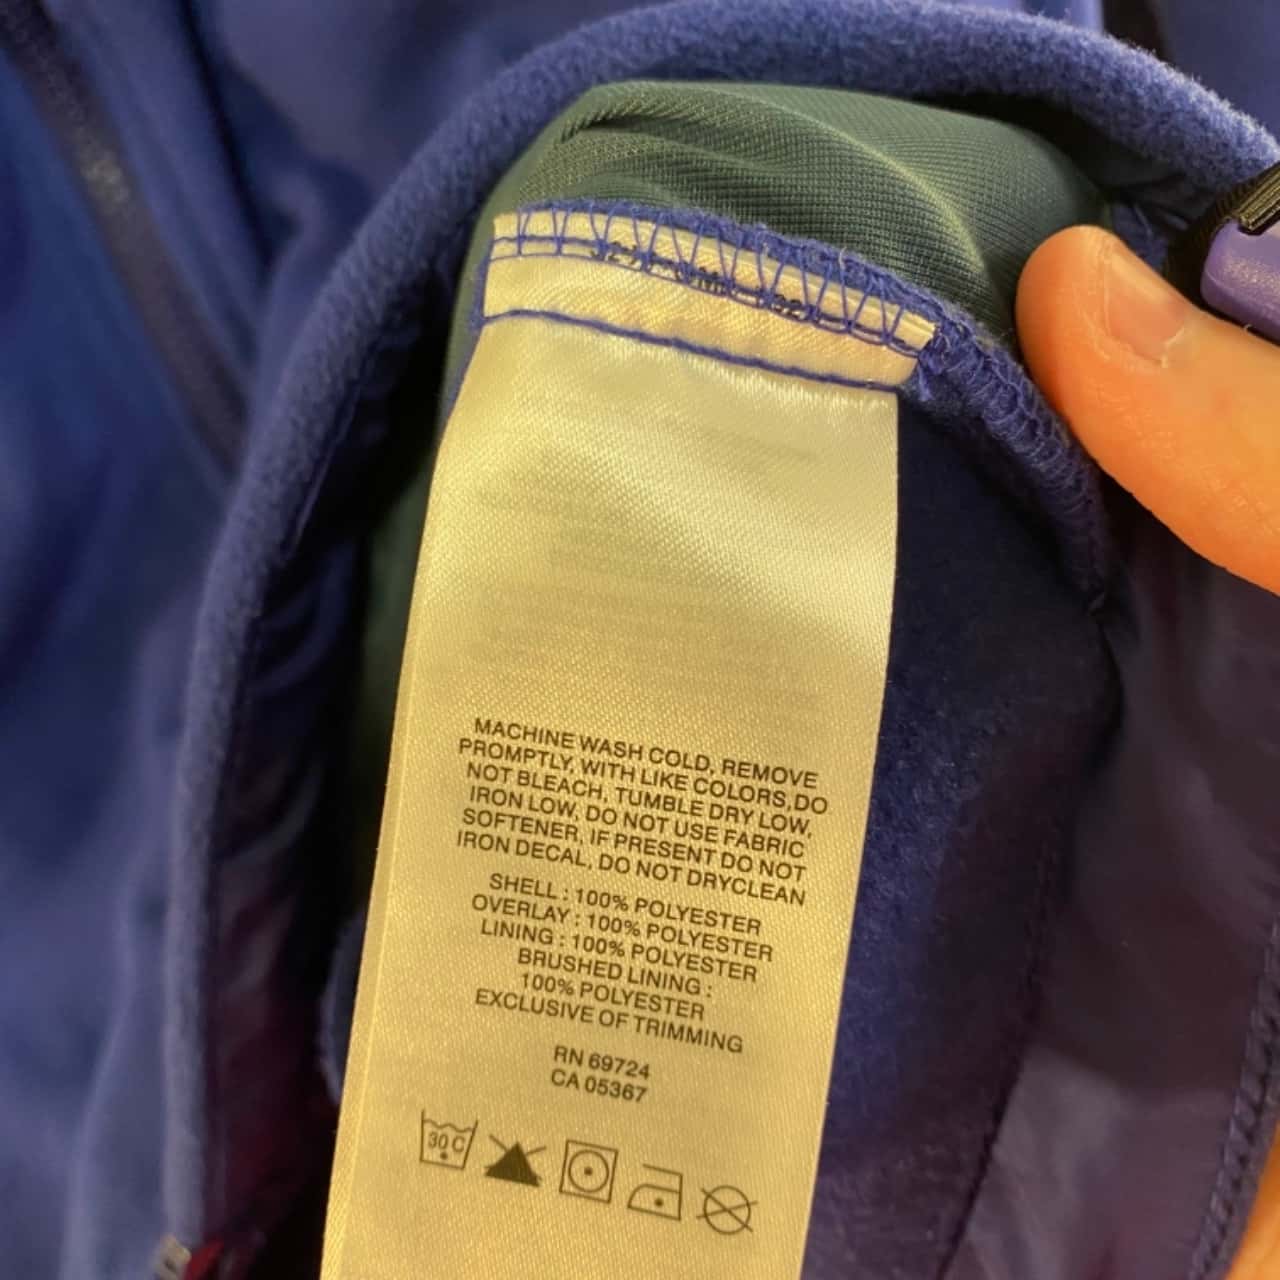 MACHINE WASH COLD, REMOVE
PROMPTLY, WITH LIKE COLORS, DO
NOT BLEACH, TUMBLE DRY LOW,
IRON LOW, DO NOT USE FABRIC
SOFTENER, IF PRESENT DO NOT
IRON DECAL, DO NOT DRYCLEAN
SHELL : 100% POLYESTER
OVERLAY : 100% POLYESTER
LINING : 100% POLYESTER
BRUSHED LINING :
100% POLYESTER
EXCLUSIVE OF TRIMMING
RN 69724
CA 05367
30 C